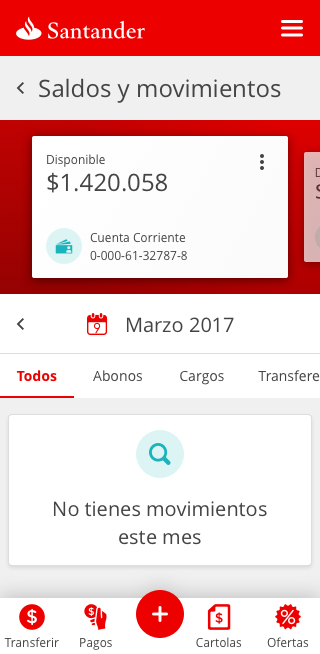 Santander
Saldos y movimientos
Disponible
$1.420.058
Cuenta Corriente
0-000-61-32787-8
9
Marzo 2017
Todos Abonos Cargos Transfere
No tienes movimientos
este mes
Transferir Pagos Cartolas Ofertas